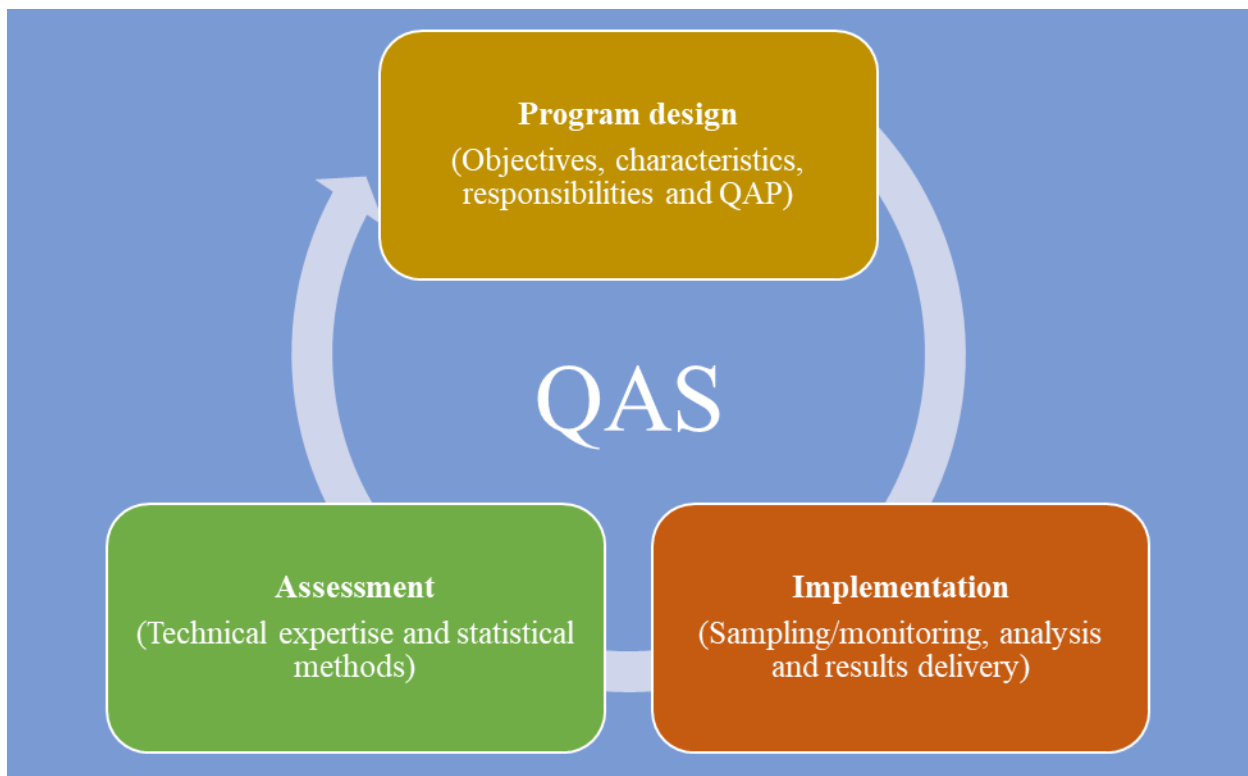 Program design
(Objectives, characteristics,
responsibilities and QAP)
QAS
Assessment
(Technical expertise and statistical
methods)
Implementation
(Sampling/monitoring, analysis
and results delivery)